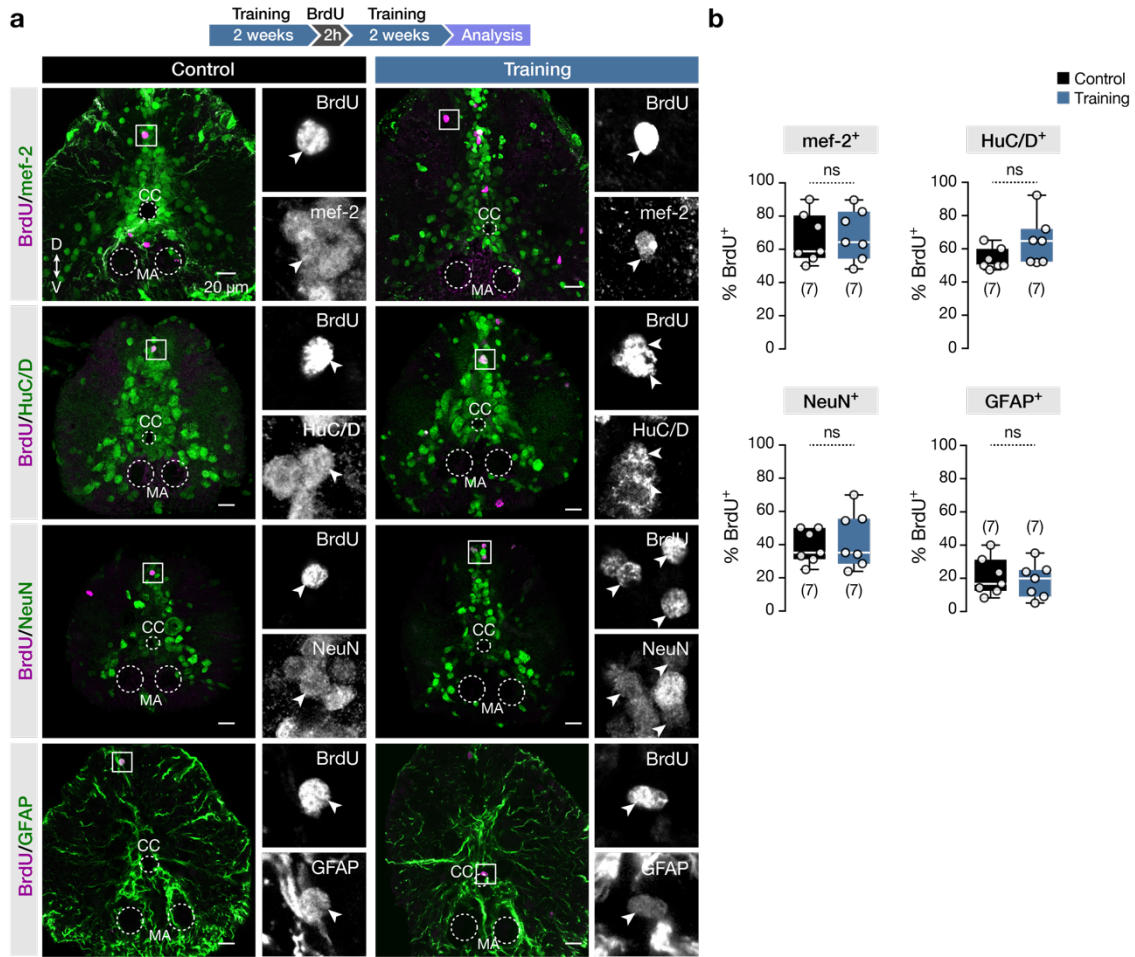 a
Training BrdU Training
2 weeks 2h 2 weeks Analysis
Control Training
BrdU/mef-2
CC
D
V
MA
20 µm
BrdU
mef-2
CC
MA
BrdU
mef-2
BrdU/HuC/D
CC
MA
BrdU
HuC/D
CC
MA
BrdU
HuC/D
BrdU/NeuN
CC
MA
BrdU
NeuN
CC
MA
BrdU
NeuN
BrdU/GFAP
CC
MA
BrdU
GFAP
CC
MA
BrdU
GFAP
b
Control
Training
mef-2⁺
ns
% BrdU⁺
100
80
60
40
20
0
(7) (7)
HuC/D⁺
ns
% BrdU⁺
100
80
60
40
20
0
(7) (7)
NeuN⁺
ns
% BrdU⁺
100
80
60
40
20
0
(7) (7)
GFAP⁺
ns
% BrdU⁺
100
80
60
40
20
0
(7) (7)